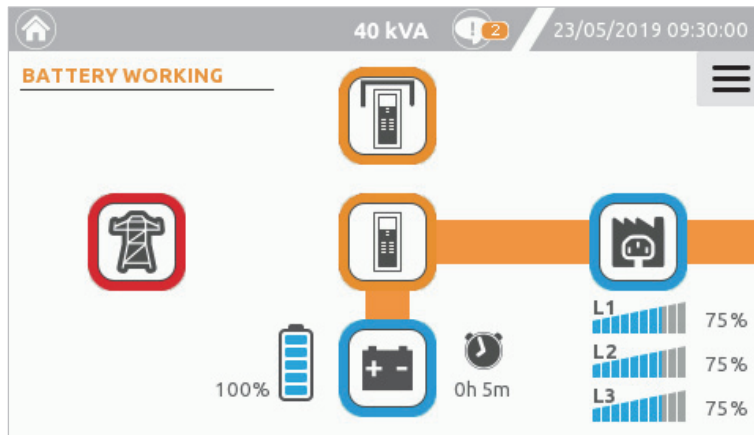 40 kVA
! 2
23/05/2019 09:30:00
BATTERY WORKING
L1
75%
L2
75%
L3
75%
100%
+ -
0h 5m